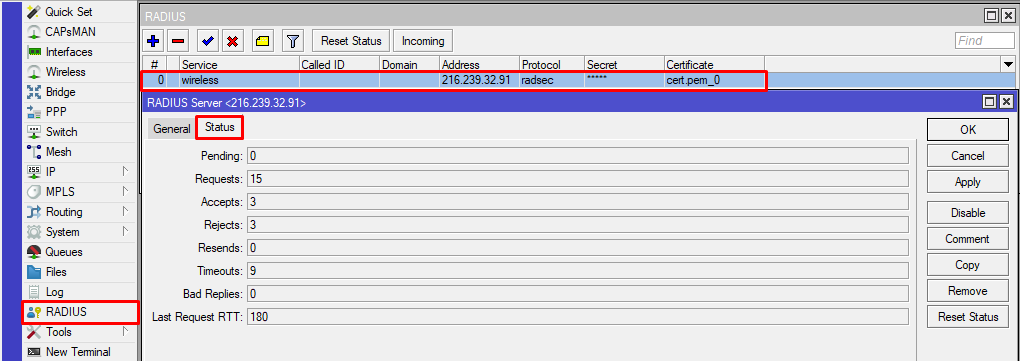 Quick Set
CAPsMAN
Interfaces
Wireless
Bridge
PPP
Switch
Mesh
IP
MPLS
Routing
System
Queues
Files
Log
RADIUS
Tools
New Terminal
RADIUS
Reset Status Incoming Find
# Service Called ID Domain Address Protocol Secret Certificate
0 wireless 216.239.32.91 radsec ***** cert.pem_0
RADIUS Server <216.239.32.91>
General Status
Pending: 0
Requests: 15
Accepts: 3
Rejects: 3
Resends: 0
Timeouts: 9
Bad Replies: 0
Last Request RTT: 180
OK
Cancel
Apply
Disable
Comment
Copy
Remove
Reset Status